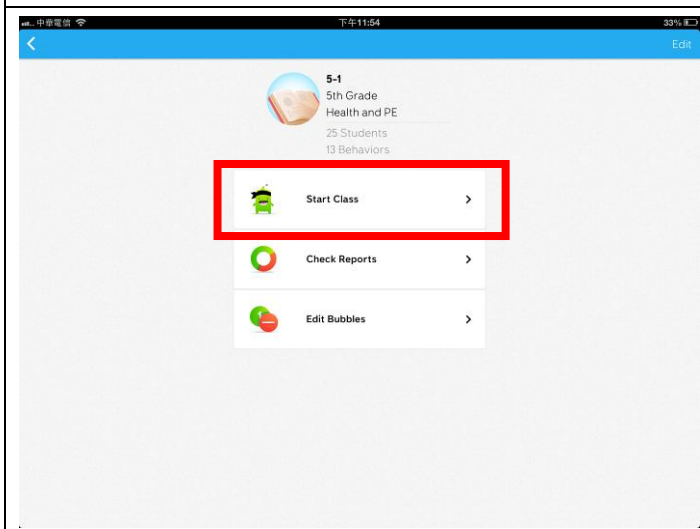 中華電信 下午11:54 33%
Edit
5-1
5th Grade
Health and PE
25 Students
13 Behaviors
Start Class
Check Reports
Edit Bubbles